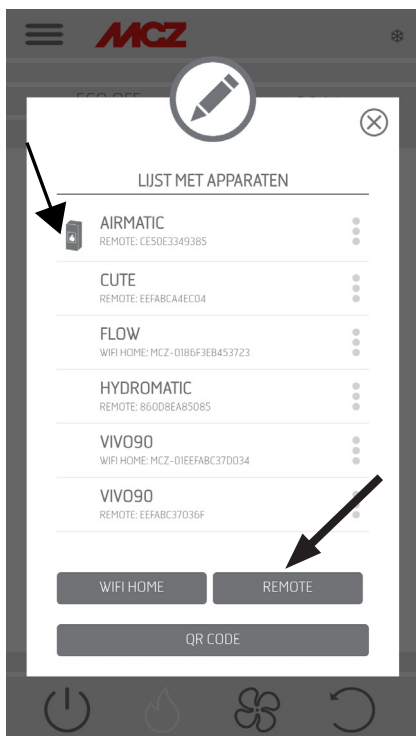 MCZ
LIJST MET APPARATEN
AIRMATIC
REMOTE: CE50E3349385
CUTE
REMOTE: EEFABCA4EC04
FLOW
WIFI HOME: MCZ-0186F3EB453723
HYDROMATIC
REMOTE: 860D8EA85085
VIVO90
WIFI HOME: MCZ-01EEFABC37D034
VIVO90
REMOTE: EEFABC37036F
WIFI HOME
REMOTE
QR CODE